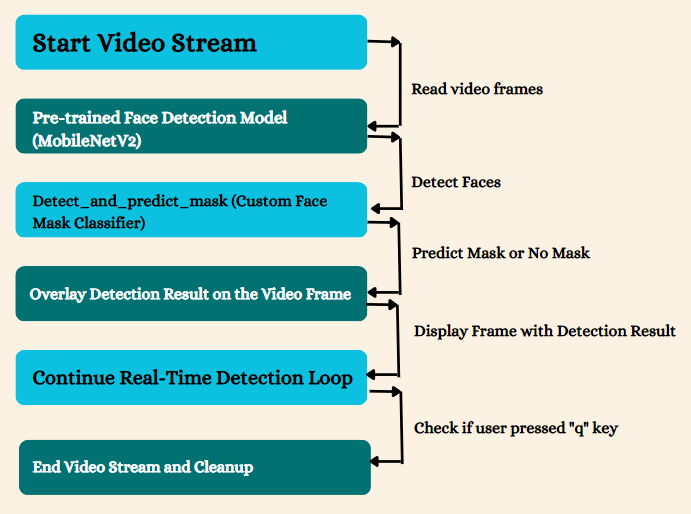 Start Video Stream
Read video frames
Pre-trained Face Detection Model
(MobileNetV2)
Detect Faces
Detect_and_predict_mask (Custom Face
Mask Classifier)
Predict Mask or No Mask
Overlay Detection Result on the Video Frame
Display Frame with Detection Result
Continue Real-Time Detection Loop
Check if user pressed "q" key
End Video Stream and Cleanup